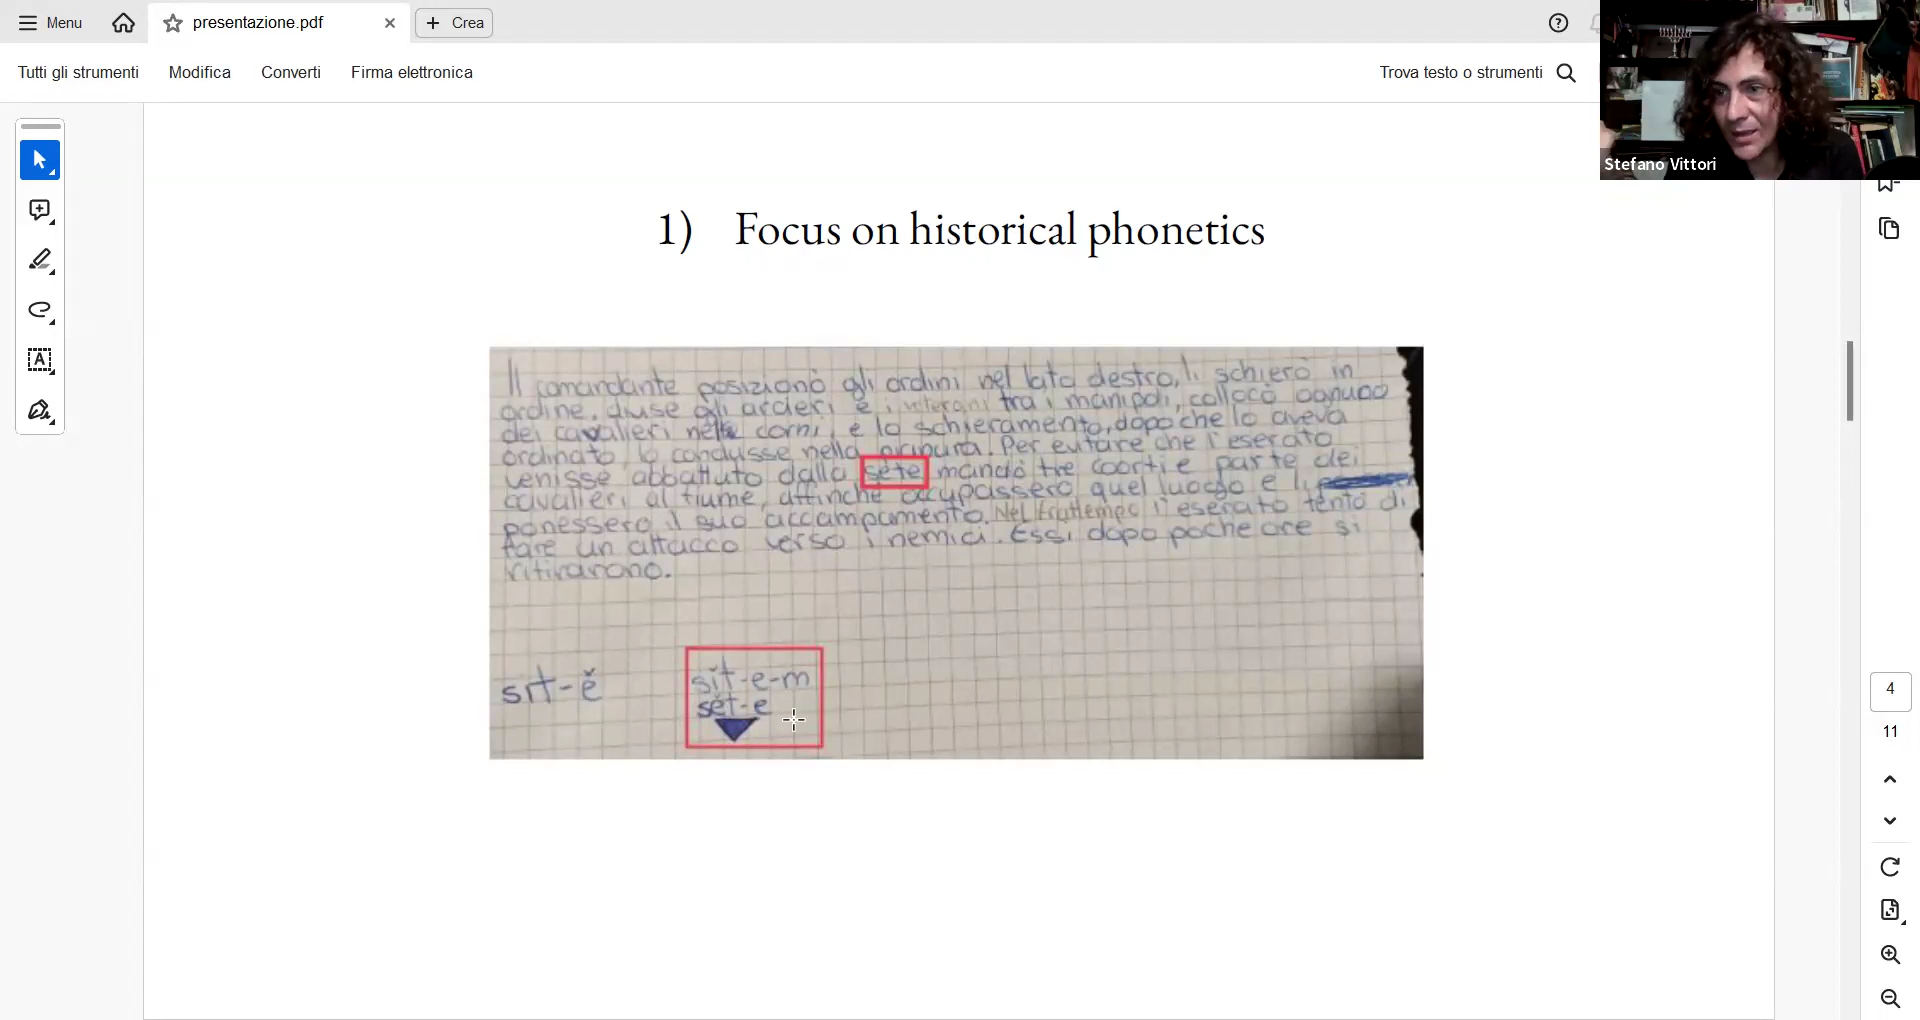 Menu
presentazione.pdf
Crea
Tutti gli strumenti
Modifica
Converti
Firma elettronica
Trova testo o strumenti
Stefano Vittori
1) Focus on historical phonetics
Il comandante posizionò gli ordini nel lato destro, li schierò in
ordine, divise gli arcieri e i veterani tra i manipoli, collocò ognuno
dei cavalieri nelle corni, e lo schieramento, dopo che lo aveva
ordinato, lo condusse nella pianura. Per evitare che l'esercito
venisse abbattuto dalla sete mandò tre coorti e parte dei
cavalieri al fiume, affinché occupassero quel luogo e li
ponessero il suo accampamento. Nel frattempo l'esercito tentò di
fare un attacco verso i nemici. Essi dopo poche ore si
ritirarono.
sit-ĕ
sĭt-e-m
sét-e
4
11